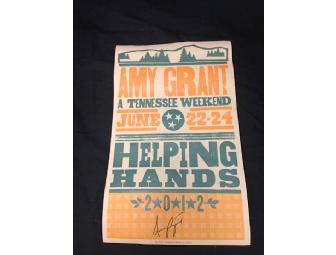 AMY GRANT
A TENNESSEE WEEKEND
JUNE 22-24
HELPING
HANDS
2★0★1★2